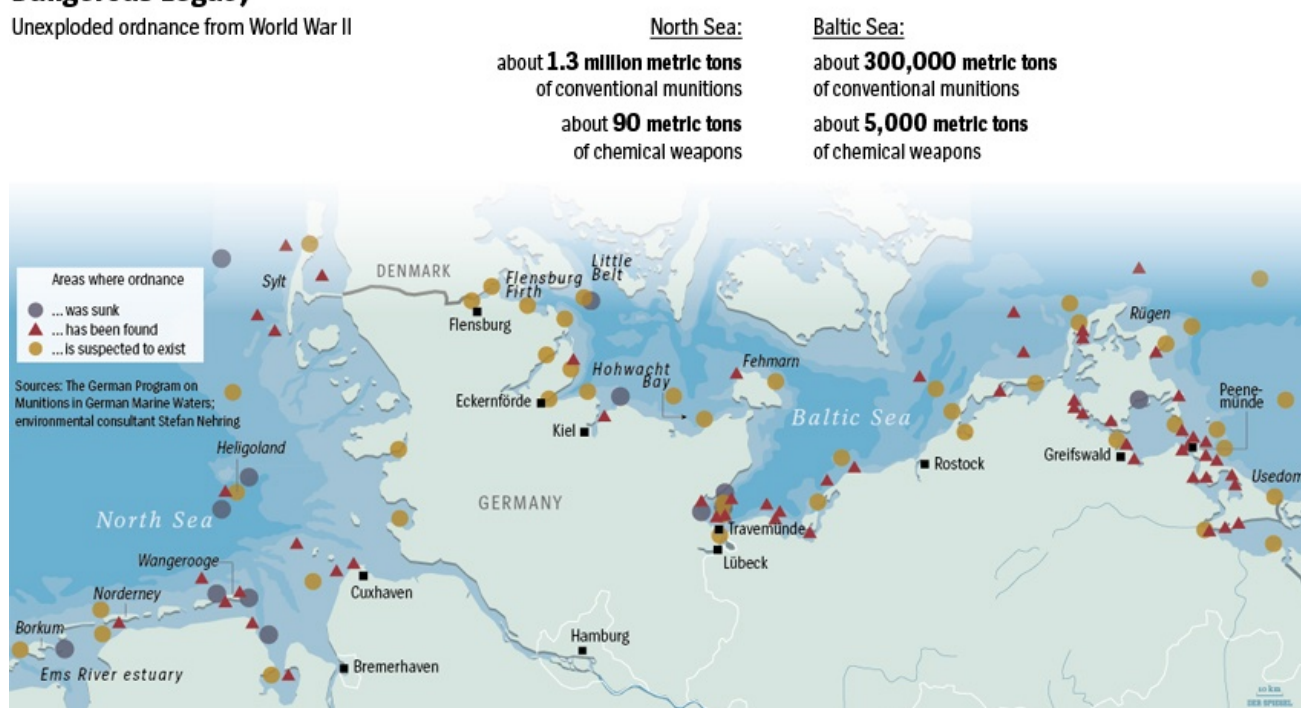 Unexploded ordnance from World War II
North Sea:
about 1.3 million metric tons
of conventional munitions
about 90 metric tons
of chemical weapons
Baltic Sea:
about 300,000 metric tons
of conventional munitions
about 5,000 metric tons
of chemical weapons
Areas where ordnance
... was sunk
... has been found
... is suspected to exist
Sources: The German Program on
Munitions in German Marine Waters;
environmental consultant Stefan Nehring
Sylt
DENMARK
Flensburg
Firth
Little
Belt
Flensburg
Eckernförde
Kiel
Hohwacht
Bay
Fehmarn
Baltic Sea
Rügen
Peene-
münde
Greifswald
Rostock
Usedom
Heligoland
North Sea
GERMANY
Travemünde
Lübeck
Wangerooge
Norderney
Borkum
Ems River estuary
Cuxhaven
Bremerhaven
Hamburg
10 km
DER SPIEGEL